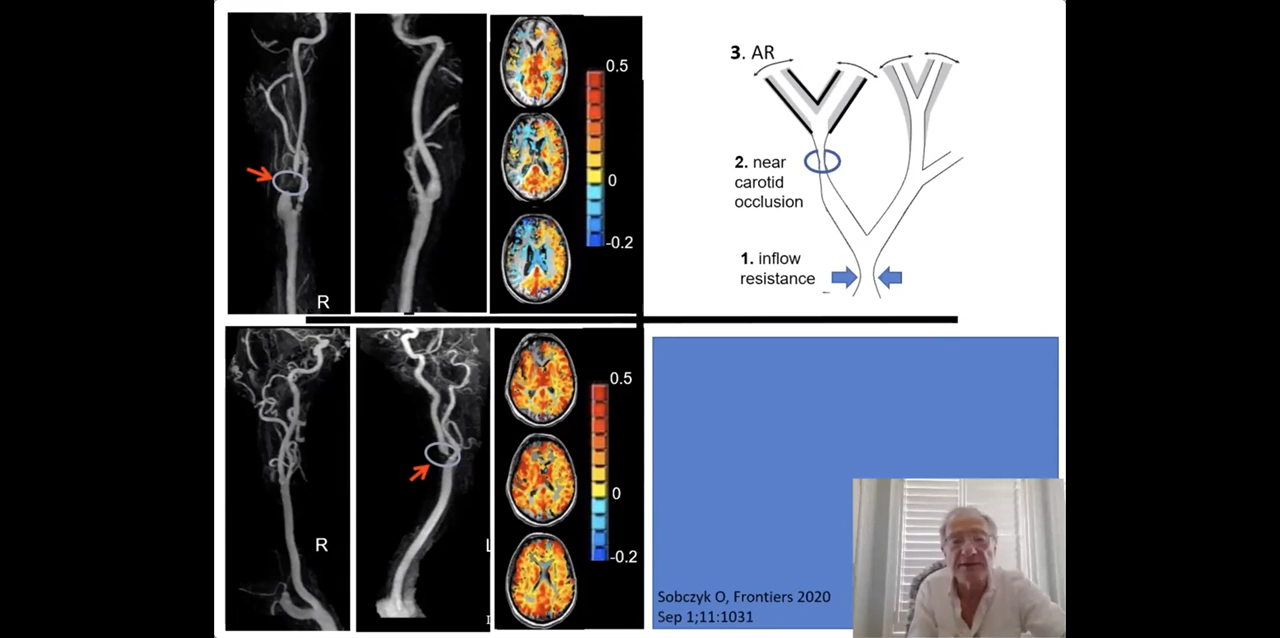 R
0.5
0
-0.2
3. AR
2. near
carotid
occlusion
1. inflow
resistance
R
0.5
0
-0.2
Sobczyk O, Frontiers 2020
Sep 1;11:1031